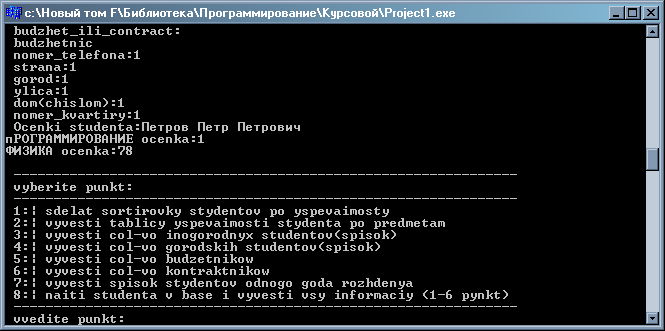 c:\Новый том F\Библиотека\Программирование\Курсовой\Project1.exe
budzhet_ili_contract:
budzhetnic
nomer_telefona:1
strana:1
gorod:1
ylica:1
dom(chislom):1
nomer_kvartiry:1
Ocenki studenta:Петров Петр Петрович
пРОГРАММИРОВАНИЕ ocenka:1
ФИЗИКА ocenka:78
---------------------------------------------------------------
vyberite punkt:
---------------------------------------------------------------
1:¦ sdelat sortirovky stydentov po yspevaimosty
2:¦ vyvesti tablicy yspevaimosti studenta po predmetam
3:¦ vyvesti col-vo inogorodnyx studentov(spisok)
4:¦ vyvesti col-vo gorodskih studentov(spisok)
5:¦ vyvesti col-vo budzetnikow
6:¦ vyvesti col-vo kontraktnikow
7:¦ vyvesti spisok stydentov odnogo goda rozhdenya
8:¦ naiti studenta v base i vyvesti vsy informaciy (1-6 pynkt)
---------------------------------------------------------------
vvedite punkt: